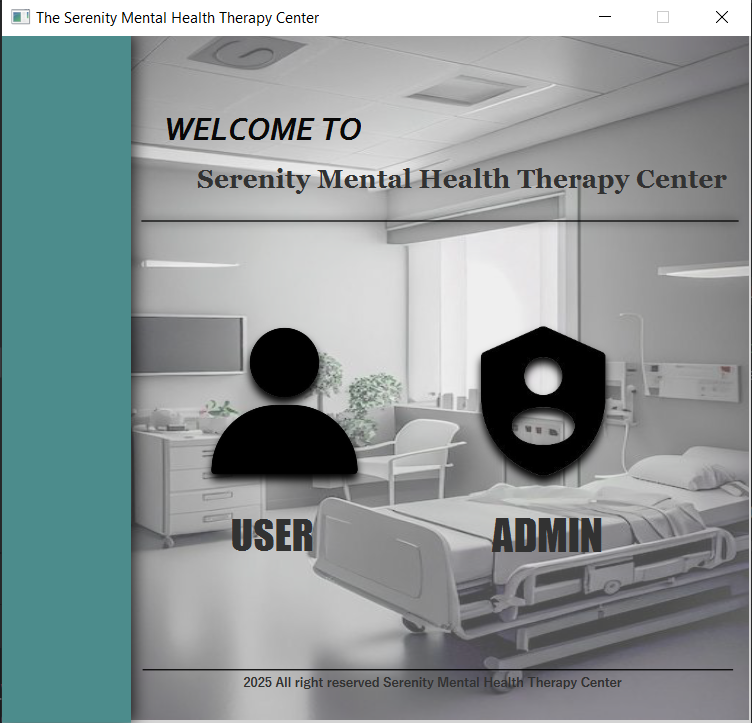 The Serenity Mental Health Therapy Center
WELCOME TO
Serenity Mental Health Therapy Center
USER
ADMIN
2025 All right reserved Serenity Mental Health Therapy Center